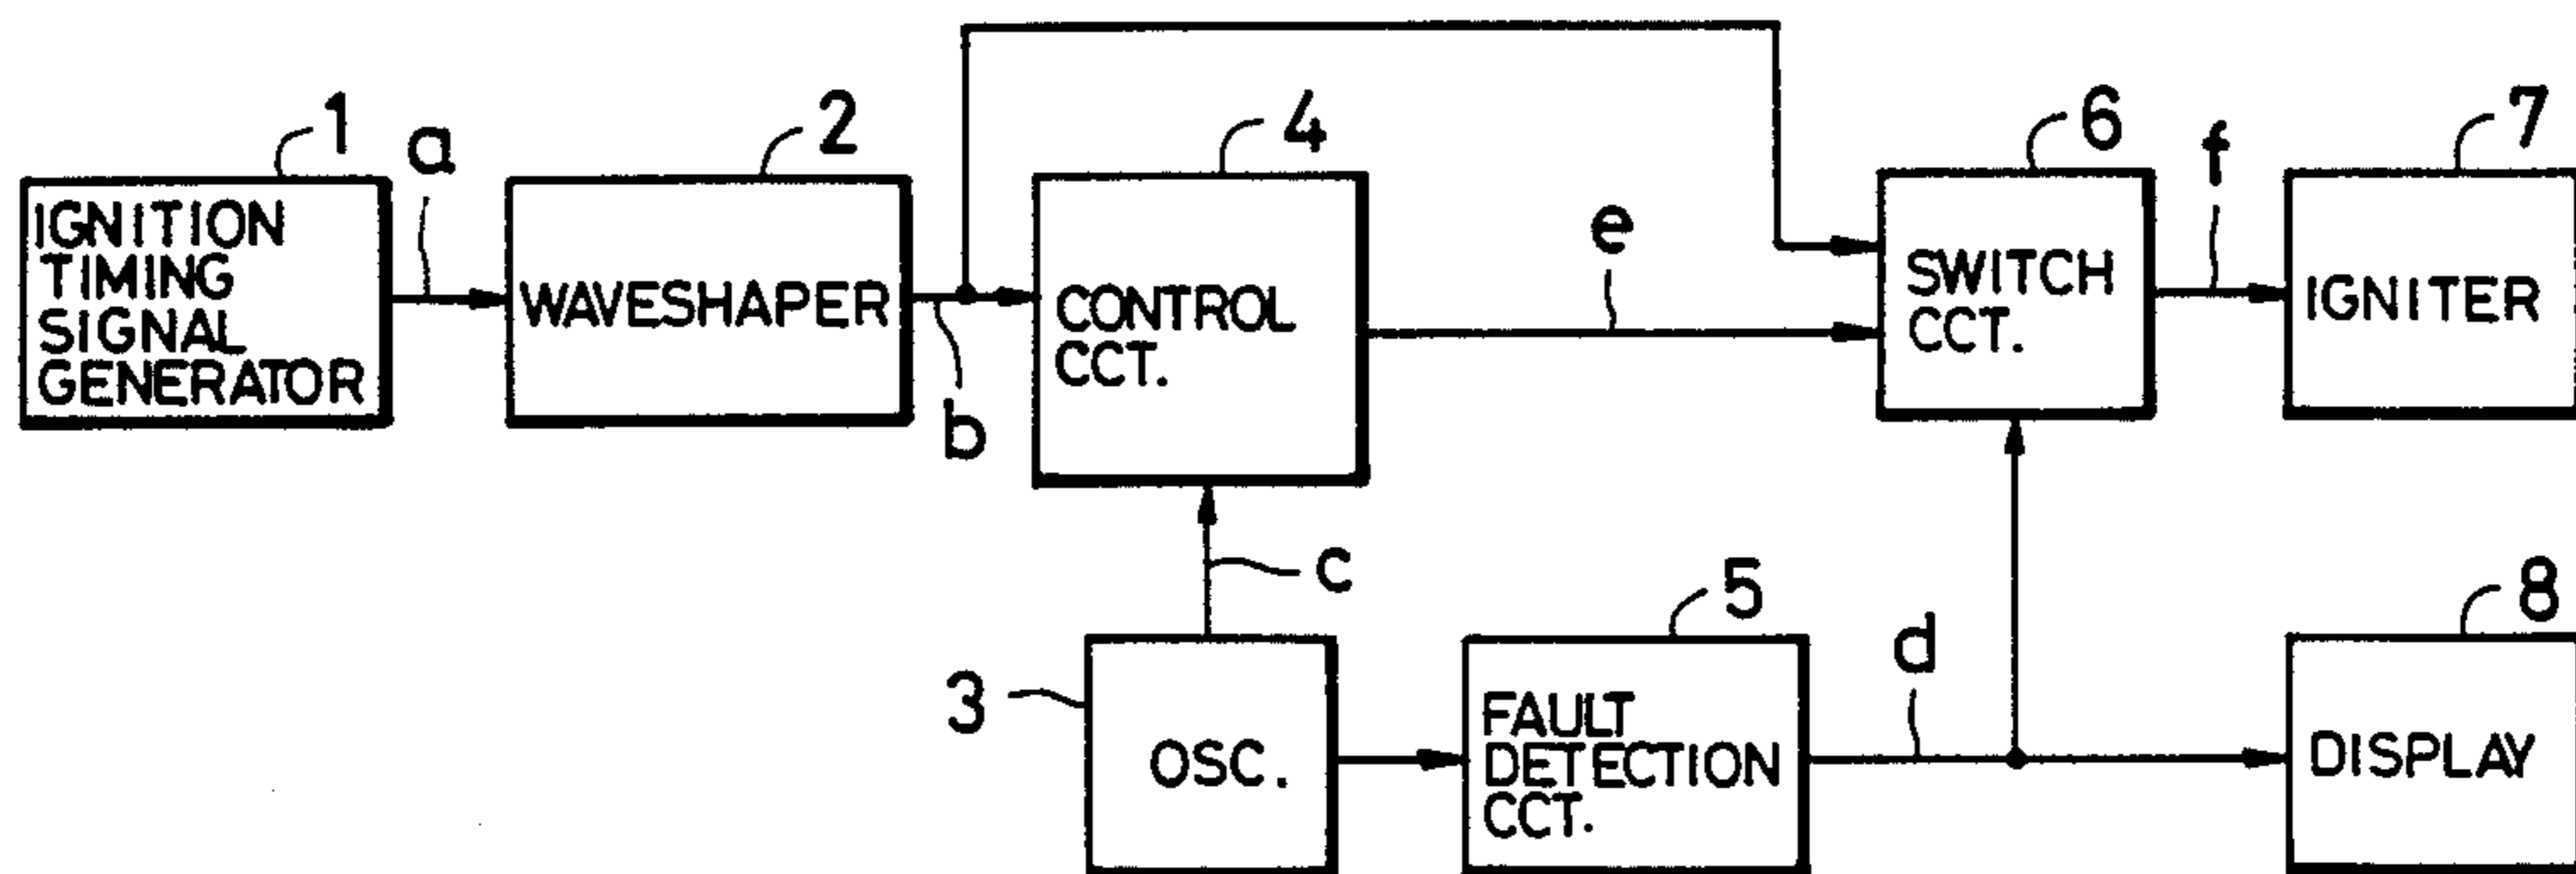 1
a
IGNITION
TIMING
SIGNAL
GENERATOR
2
WAVESHAPER
b
4
CONTROL
CCT.
e
6
SWITCH
CCT.
f
7
IGNITER
c
3
OSC.
5
FAULT
DETECTION
CCT.
d
8
DISPLAY